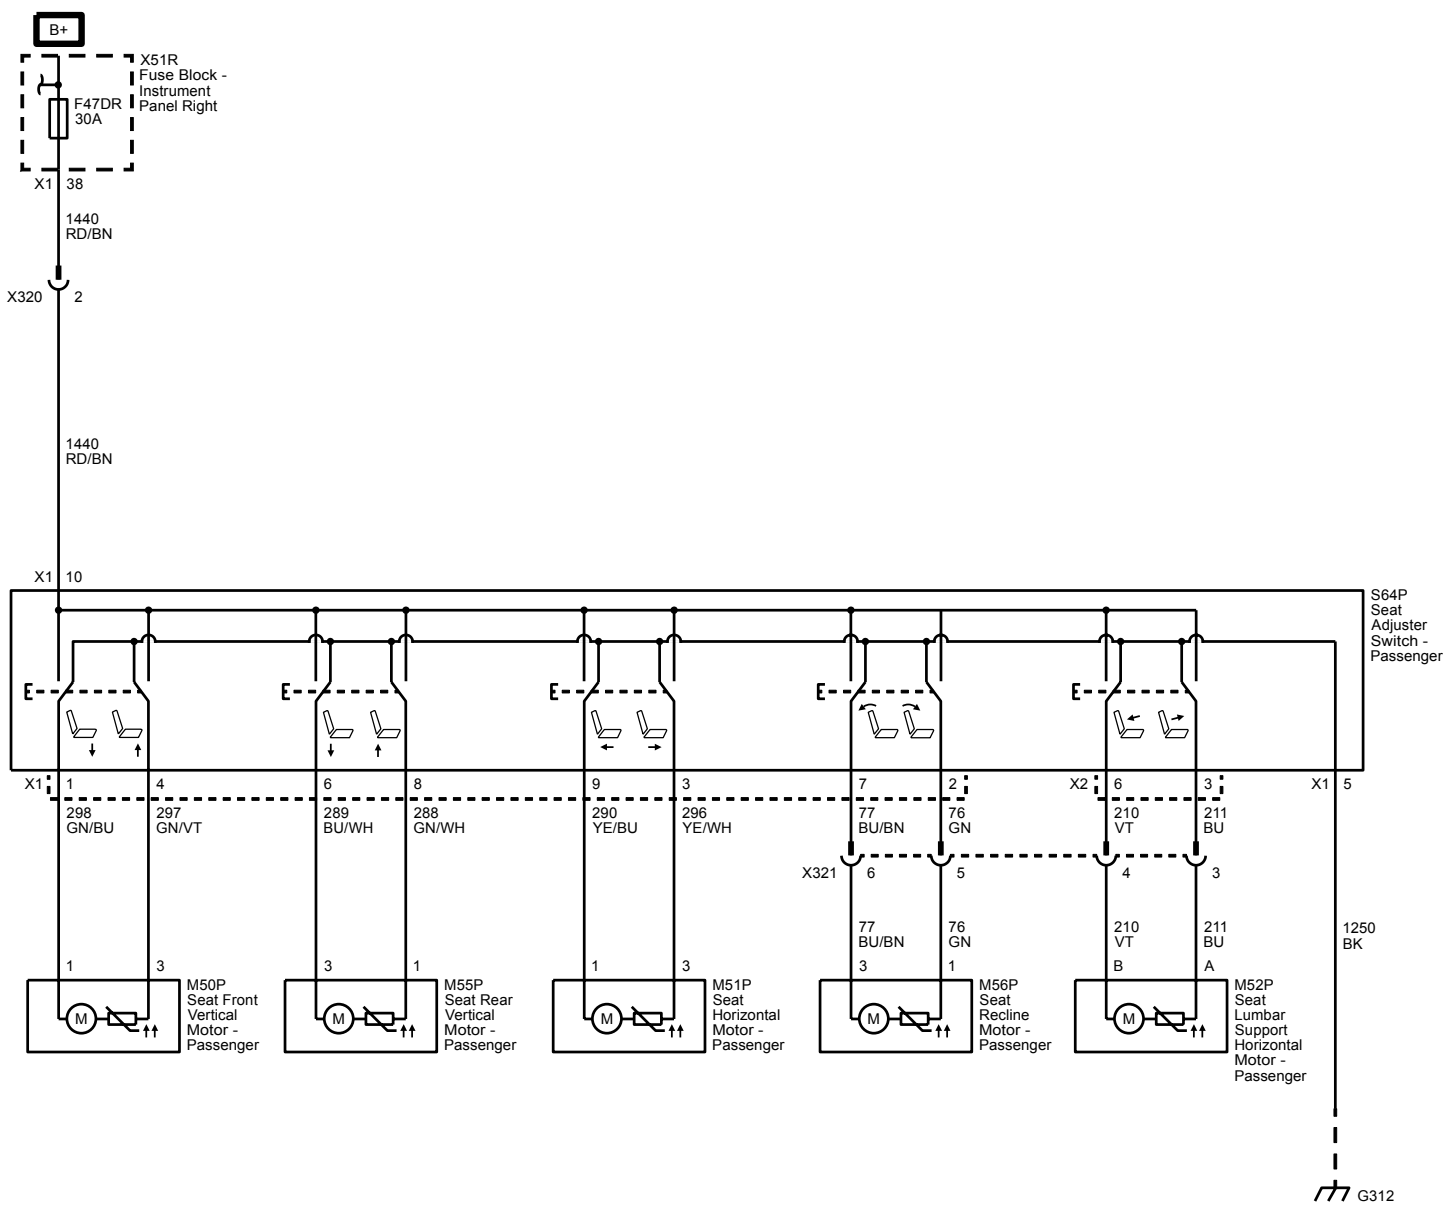 B+
X51R
Fuse Block -
Instrument
Panel Right
F47DR
30A
X1 38
1440
RD/BN
X320 2
1440
RD/BN
X1 10
S64P
Seat
Adjuster
Switch -
Passenger
E E E E E
X1 1 4 6 8 9 3 7 2 X2 6 3 X1 5
298
GN/BU
297
GN/VT
289
BU/WH
288
GN/WH
290
YE/BU
296
YE/WH
77
BU/BN
76
GN
210
VT
211
BU
X321 6 5 4 3
77
BU/BN
76
GN
210
VT
211
BU
1250
BK
1 3 3 1 1 3 3 1 B A
M50P
Seat Front
Vertical
Motor -
Passenger
M55P
Seat Rear
Vertical
Motor -
Passenger
M51P
Seat
Horizontal
Motor -
Passenger
M56P
Seat
Recline
Motor -
Passenger
M52P
Seat
Lumbar
Support
Horizontal
Motor -
Passenger
M M M M M
G312